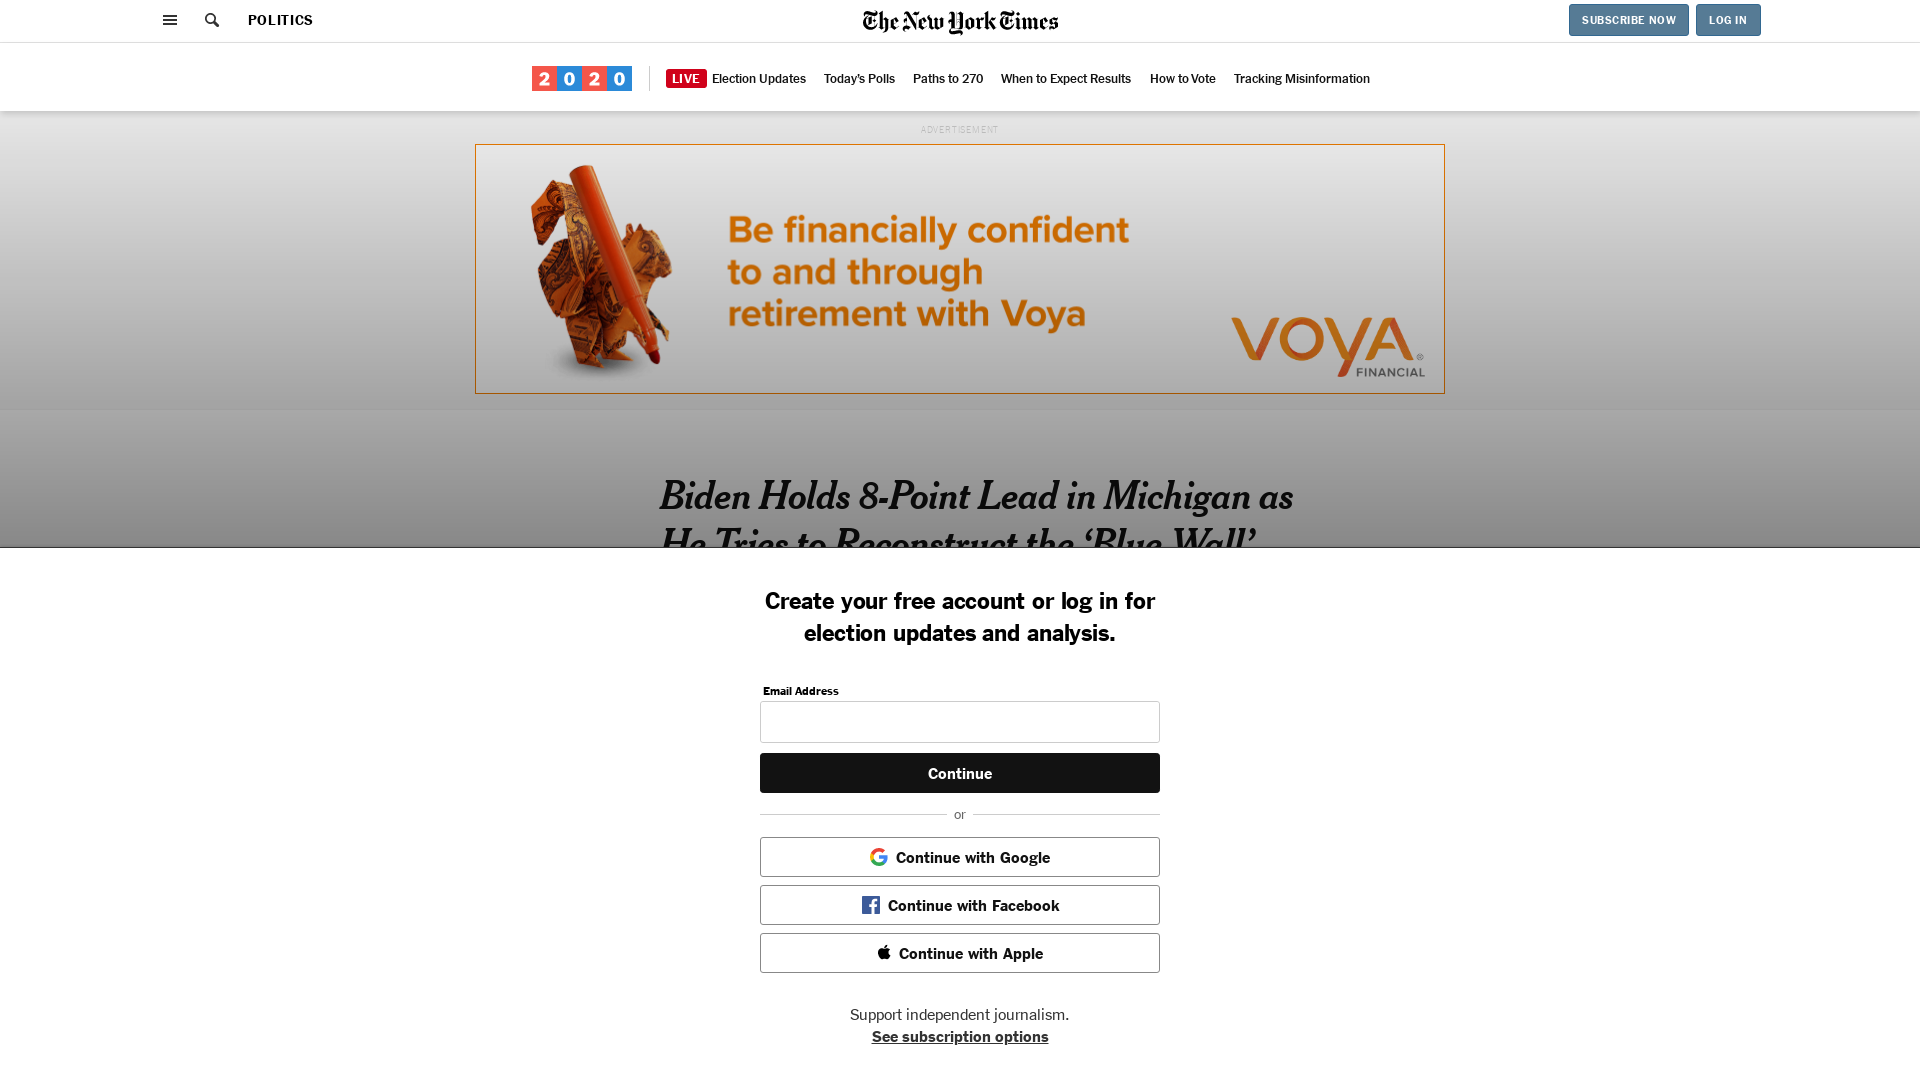 POLITICS
The New York Times
SUBSCRIBE NOW
LOG IN
2020
LIVE Election Updates
Today's Polls
Paths to 270
When to Expect Results
How to Vote
Tracking Misinformation
ADVERTISEMENT
Be financially confident
to and through
retirement with Voya
VOYA®
FINANCIAL
Biden Holds 8-Point Lead in Michigan as
He Tries to Reconstruct the ‘Blue Wall’
Create your free account or log in for
election updates and analysis.
Email Address
Continue
or
Continue with Google
Continue with Facebook
Continue with Apple
Support independent journalism.
See subscription options